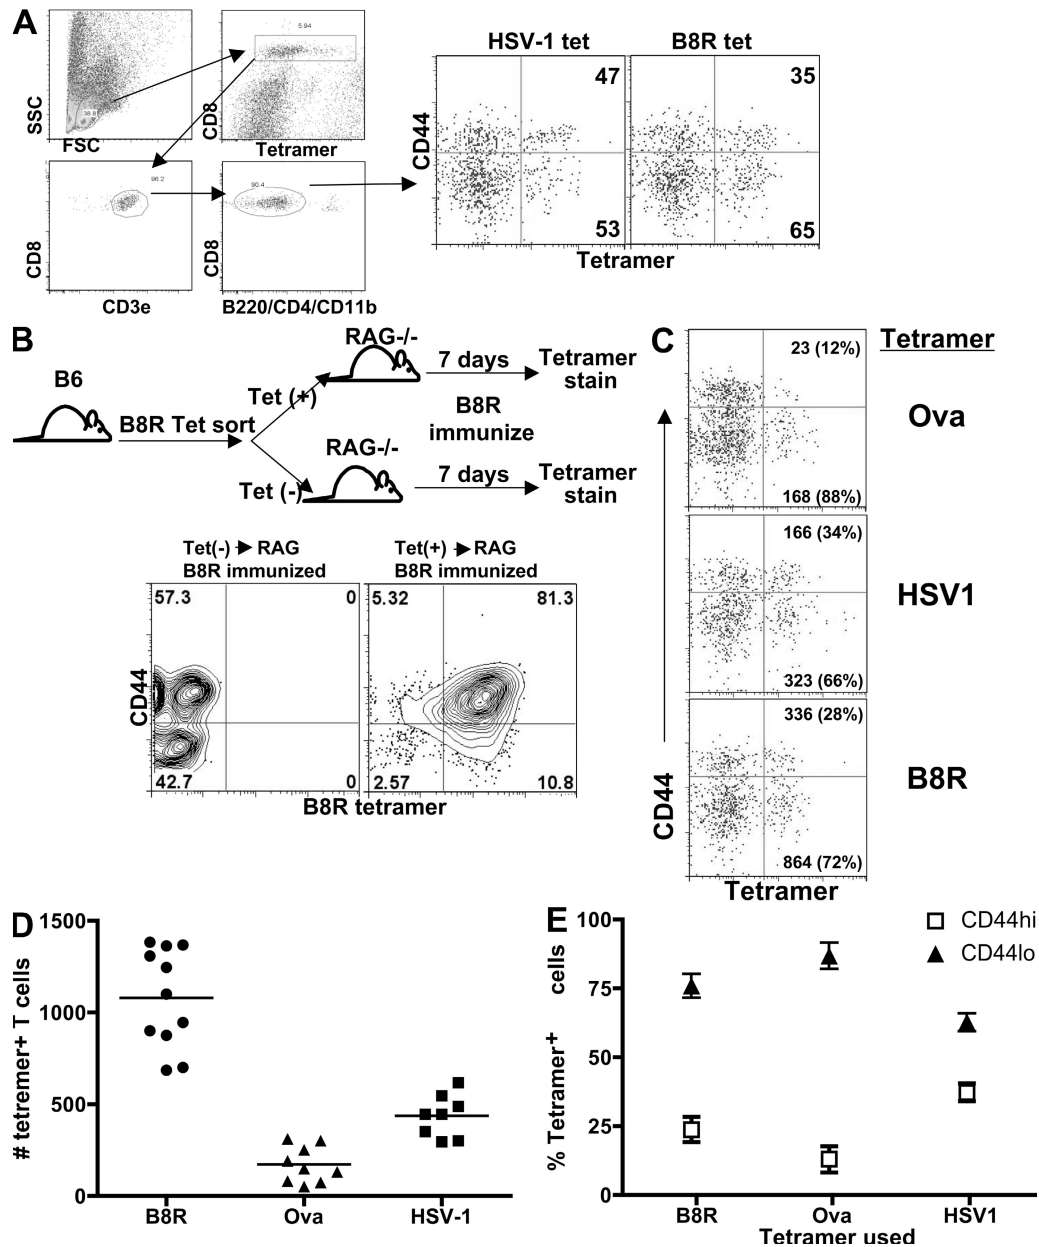 A
SSC
38.8
FSC
5.94
CD8
Tetramer
96.2
CD8
CD3e
90.4
CD8
B220/CD4/CD11b
HSV-1 tet
B8R tet
47
35
CD44
53
65
Tetramer
B
B6
B8R Tet sort
Tet (+)
Tet (-)
RAG-/-
7 days
Tetramer
stain
B8R
immunize
RAG-/-
7 days
Tetramer
stain
Tet(-) RAG
B8R immunized
Tet(+) RAG
B8R immunized
57.3
0
5.32
81.3
CD44
42.7
0
2.57
10.8
B8R tetramer
C
Tetramer
23 (12%)
Ova
168 (88%)
166 (34%)
HSV1
323 (66%)
336 (28%)
B8R
864 (72%)
CD44
Tetramer
D
# tetremer+ T cells
1500
1000
500
0
B8R
Ova
HSV-1
E
% Tetramer+ cells
100
75
50
25
0
CD44hi
CD44lo
B8R
Ova
HSV1
Tetramer used